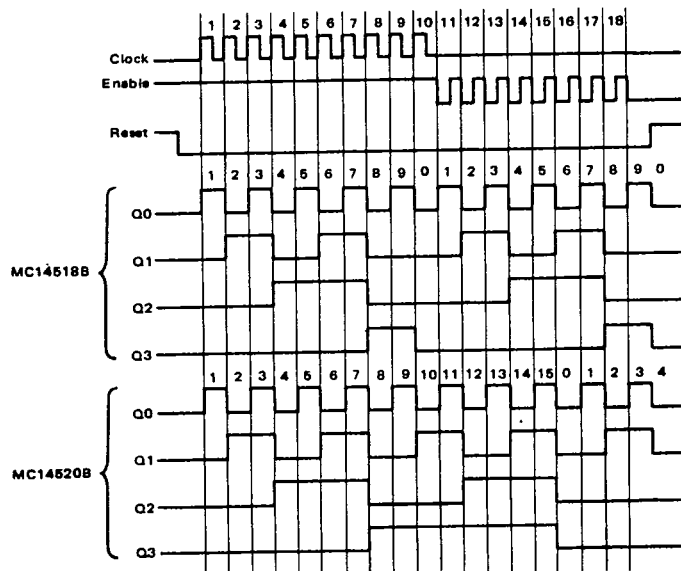 1 2 3 4 5 6 7 8 9 10 11 12 13 14 15 16 17 18
Clock
Enable
Reset
1 2 3 4 5 6 7 8 9 0 1 2 3 4 5 6 7 8 9 0
Q0
Q1
MC14518B
Q2
Q3
1 2 3 4 5 6 7 8 9 10 11 12 13 14 15 0 1 2 3 4
Q0
Q1
MC14520B
Q2
Q3